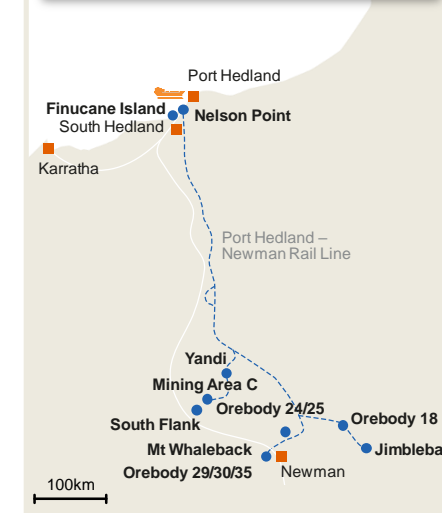 Port Hedland
Finucane Island
Nelson Point
South Hedland
Karratha
Port Hedland –
Newman Rail Line
Yandi
Mining Area C
Orebody 24/25
South Flank
Orebody 18
Mt Whaleback
Jimbleba
Orebody 29/30/35
Newman
100km